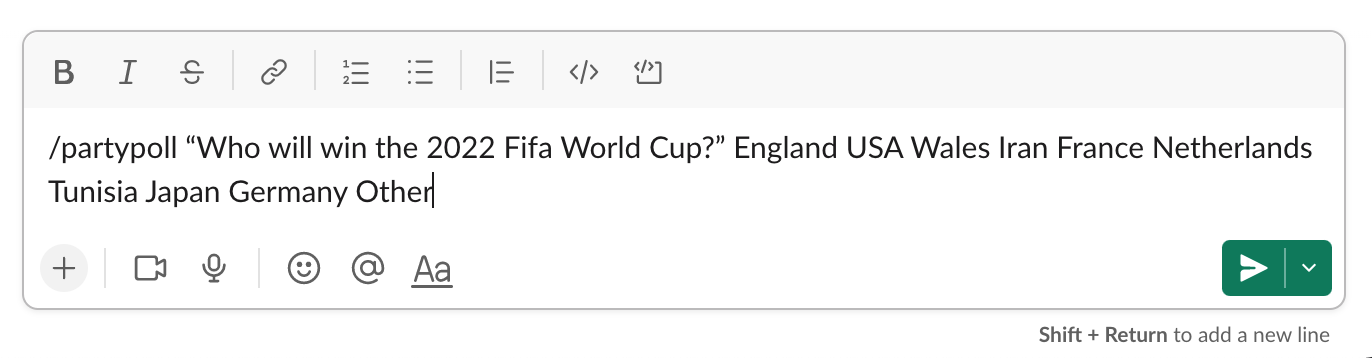 B I S
/partypoll “Who will win the 2022 Fifa World Cup?” England USA Wales Iran France Netherlands
Tunisia Japan Germany Other
Aa
Shift + Return to add a new line